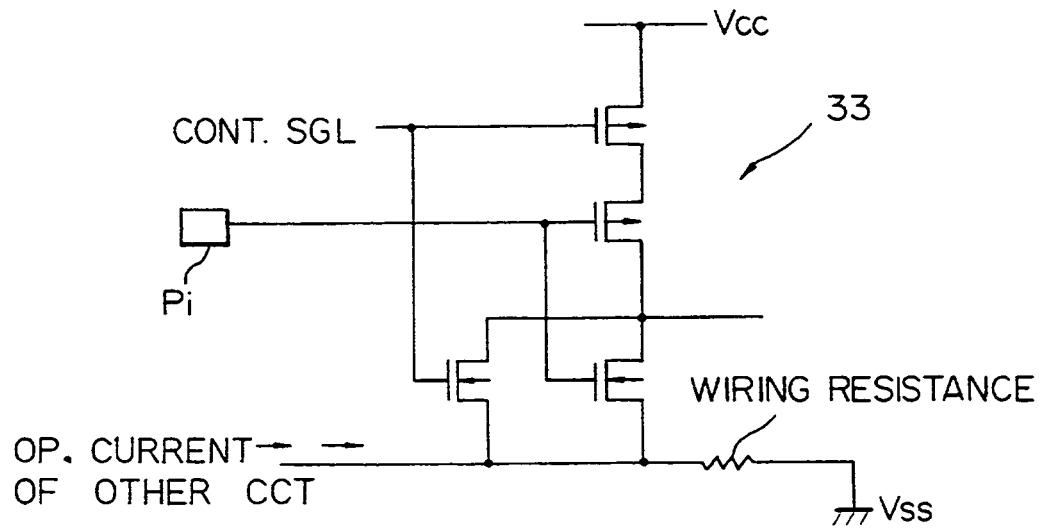 Vcc
33
CONT. SGL
Pi
WIRING RESISTANCE
OP. CURRENT
OF OTHER CCT
Vss